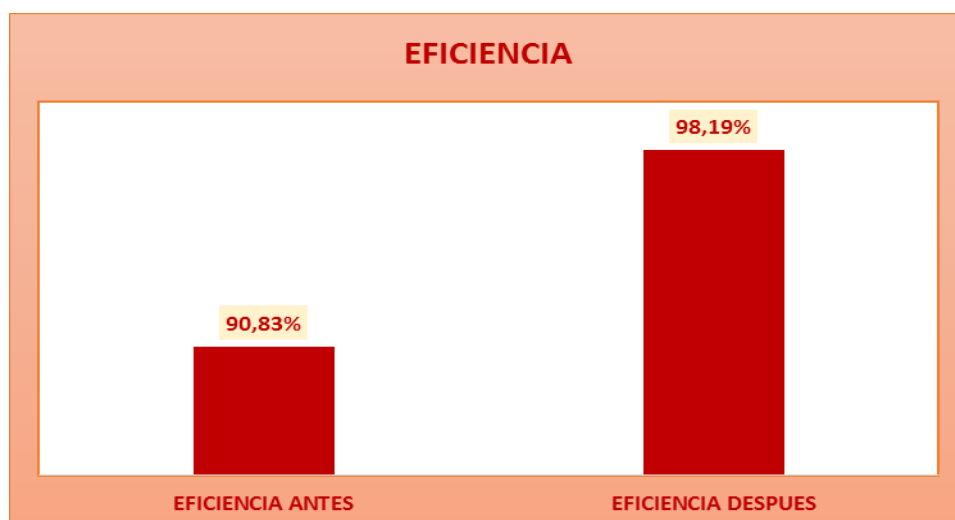 EFICIENCIA
98,19%
90,83%
EFICIENCIA ANTES
EFICIENCIA DESPUES